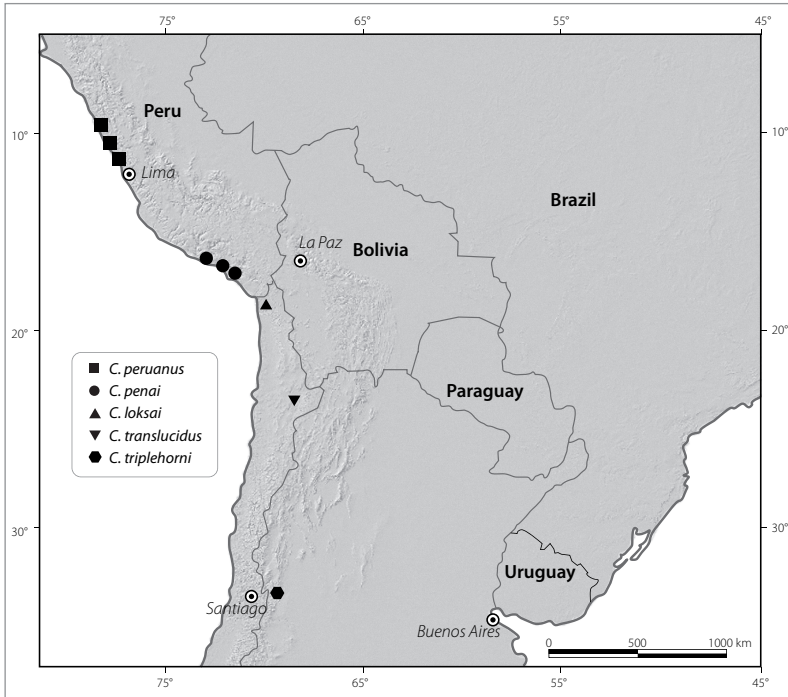 75°
65°
55°
45°
Peru
10°
10°
Lima
Brazil
La Paz
Bolivia
20°
20°
C. peruanus
C. penai
C. loksai
C. translucidus
C. triplehorni
Paraguay
30°
30°
Uruguay
Santiago
Buenos Aires
0 500 1000 km
75°
65°
55°
45°